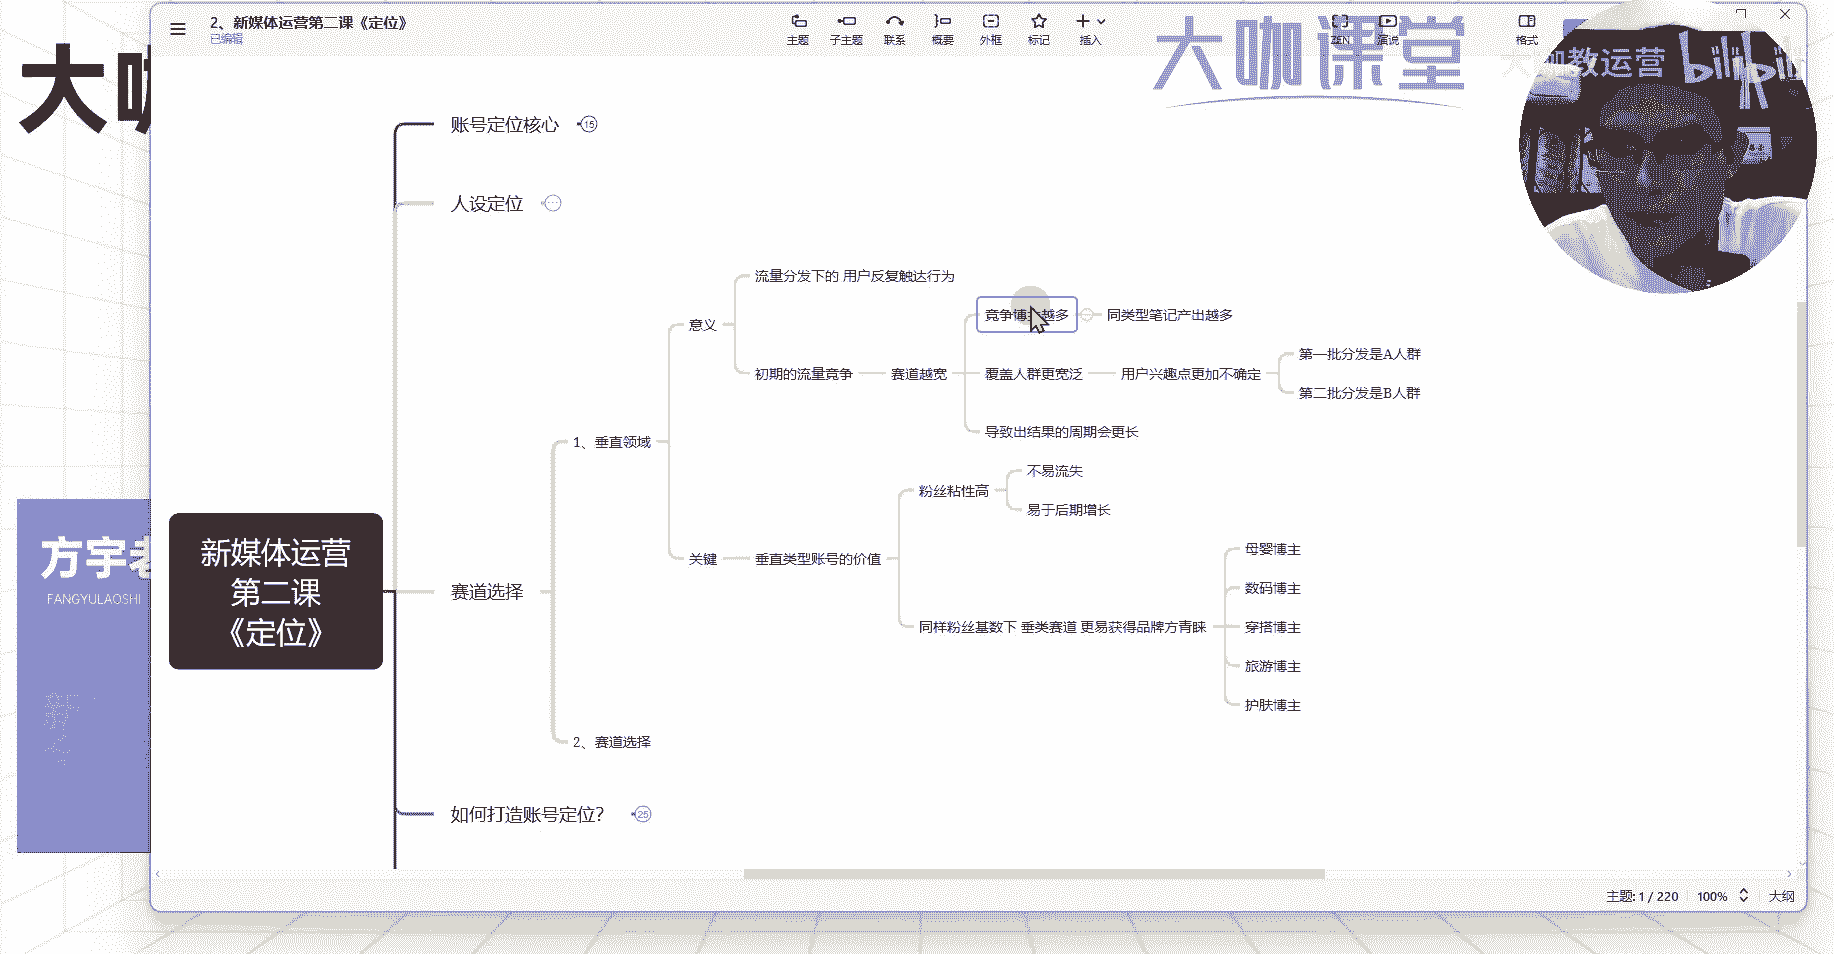 2、新媒体运营第二课《定位》
已编辑
主题
子主题
联系
概要
外框
标记
插入
ZEN
演说
格式
大咖课堂
大咖教运营 bilibili
大咖
账号定位核心 15
人设定位
流量分发下的 用户反复触达行为
意义
竞争博主越多
同类型笔记产出越多
初期的流量竞争
赛道越宽
覆盖人群更宽泛
用户兴趣点更加不确定
第一批分发是A人群
第二批分发是B人群
导致出结果的周期会更长
1、垂直领域
粉丝粘性高
不易流失
易于后期增长
关键
垂直类型账号的价值
同样粉丝基数下 垂类赛道 更易获得品牌方青睐
母婴博主
数码博主
穿搭博主
旅游博主
护肤博主
方宇老
FANGYULAOSHI
新媒体运营
第二课
《定位》
赛道选择
2、赛道选择
如何打造账号定位？ 25
主题: 1 / 220
100%
大纲